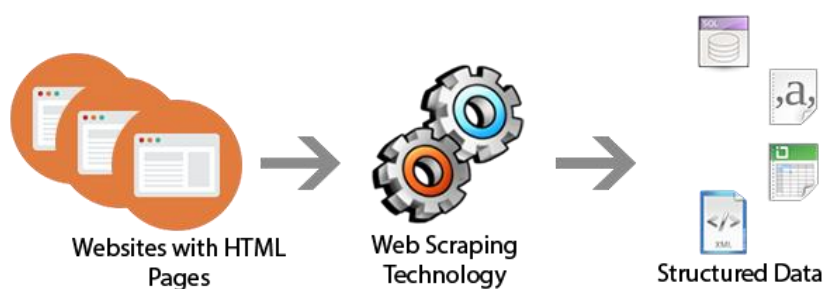 Websites with HTML
Pages
Web Scraping
Technology
SQL
,a,
</>
XML
Structured Data